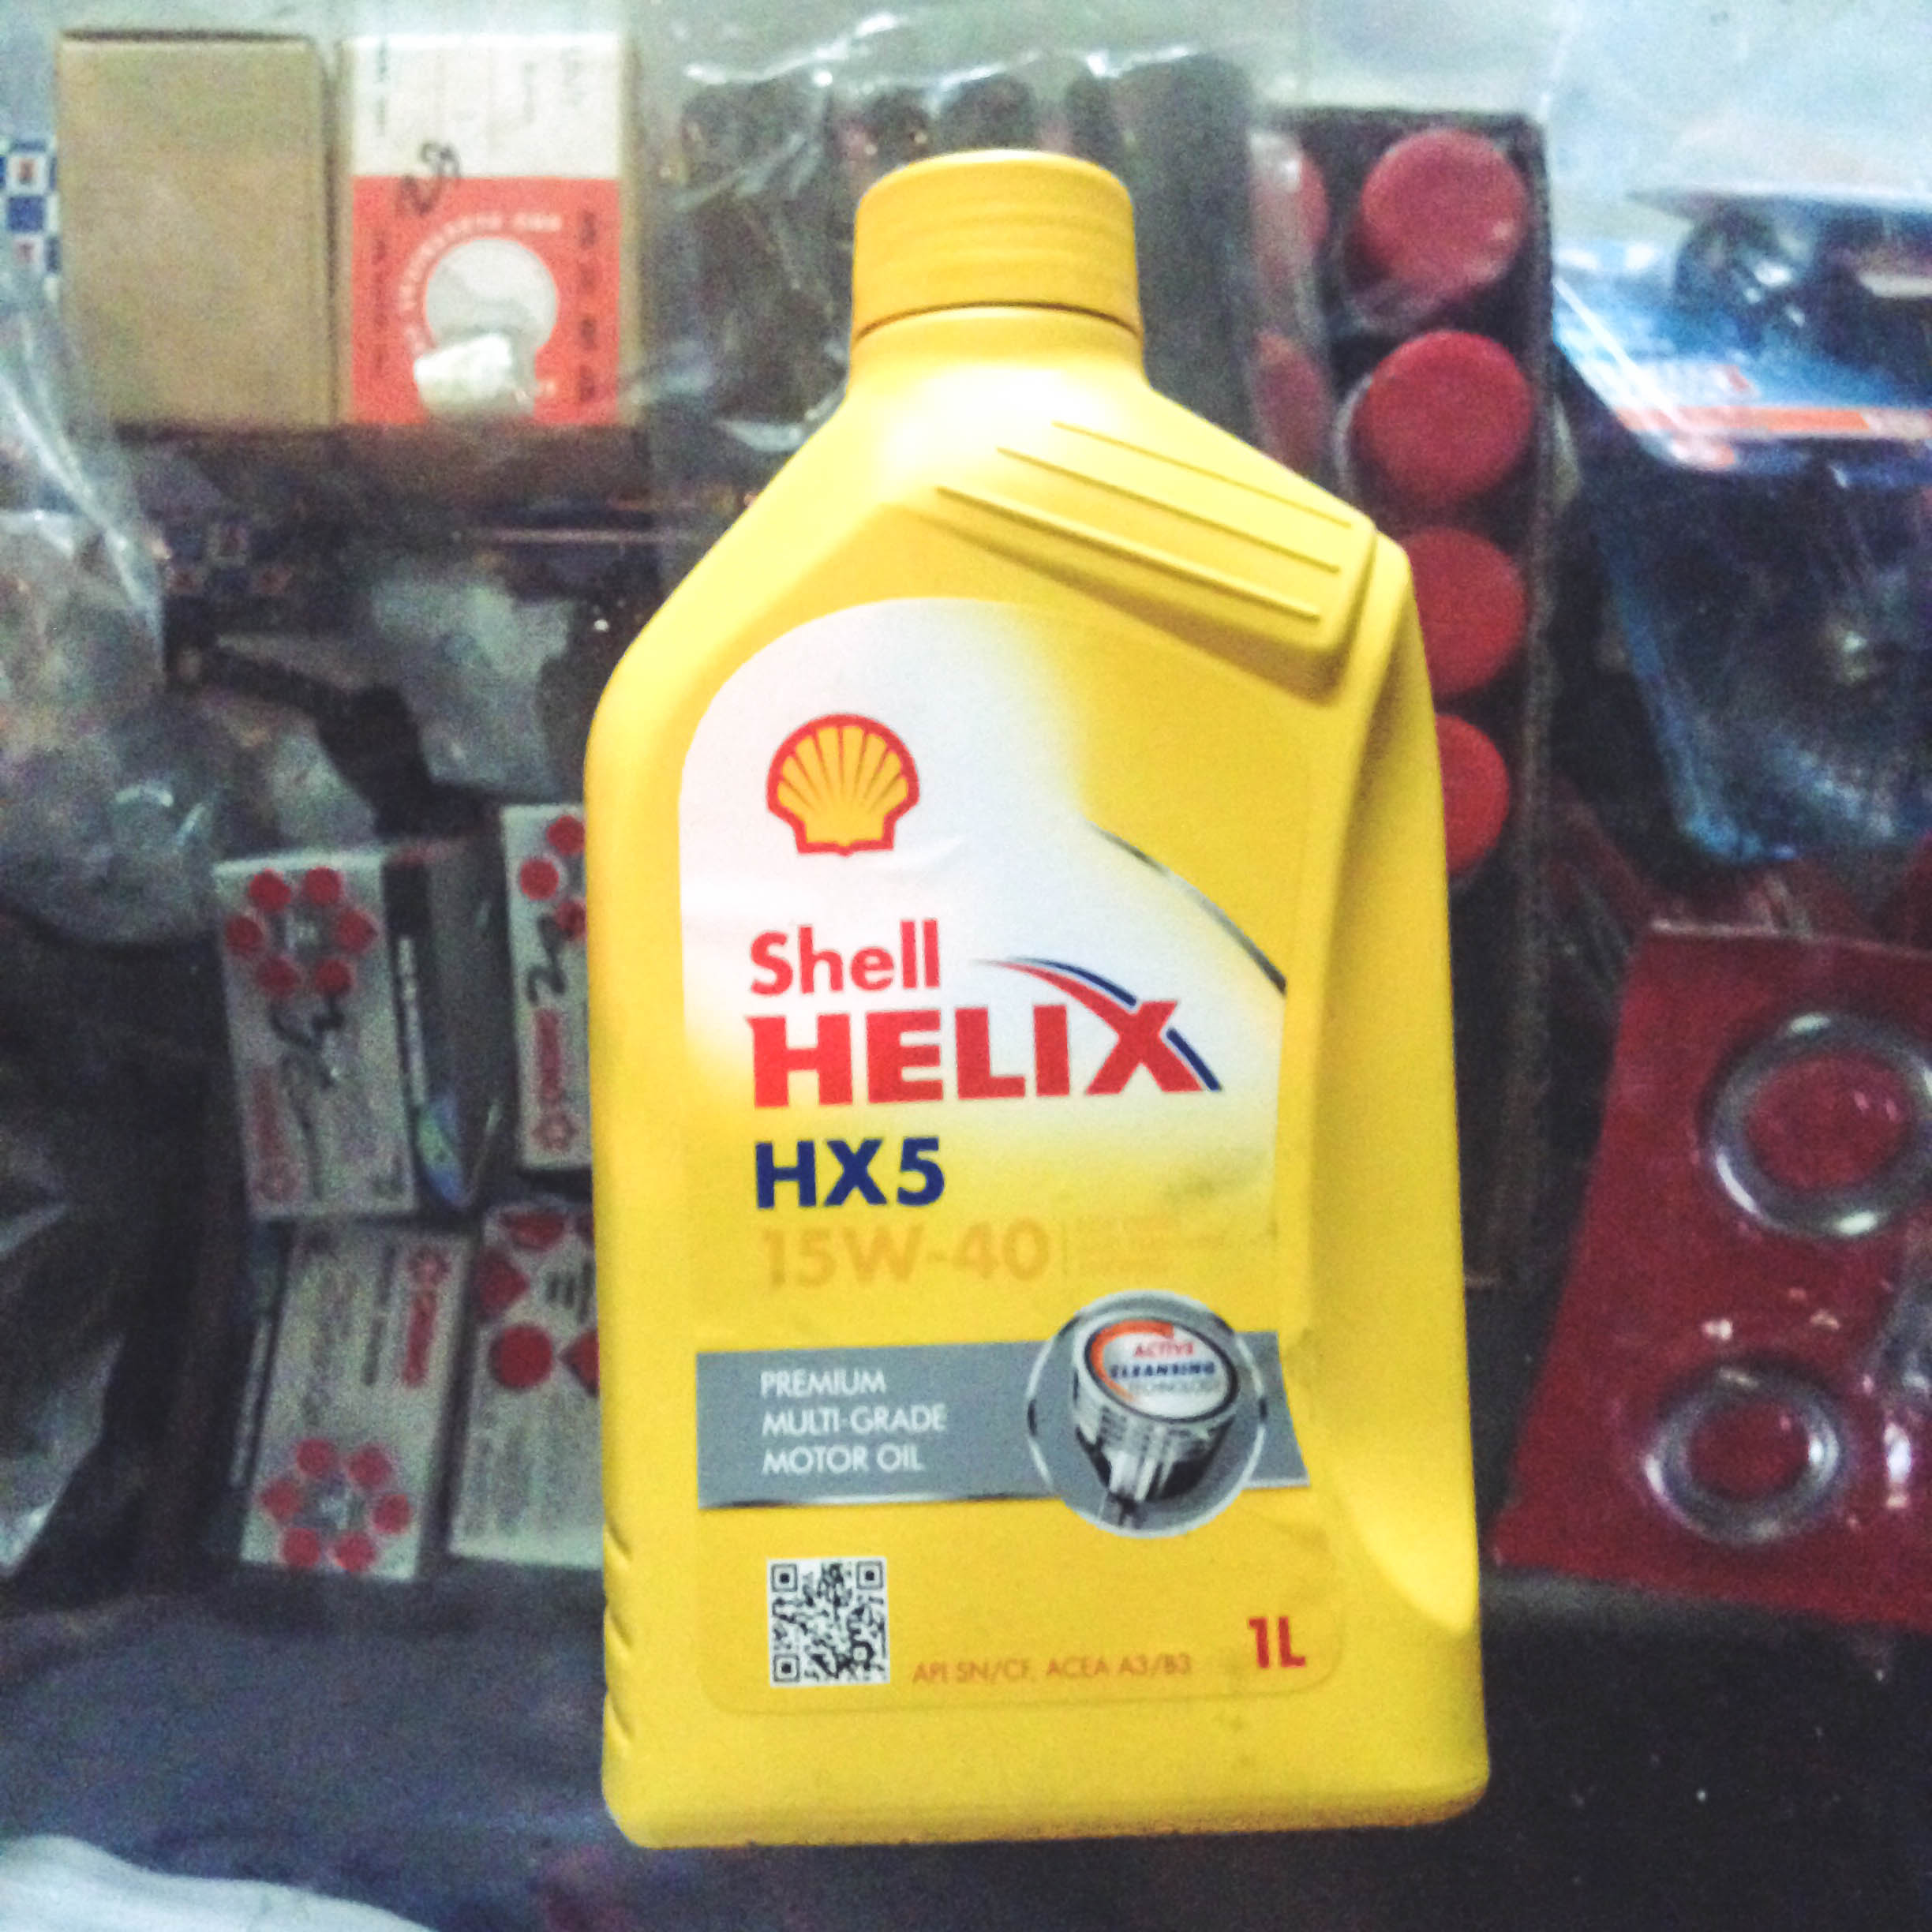 Shell
HELIX
HX5
15W-40
PREMIUM
MULTI-GRADE
MOTOR OIL
ACTIVE
CLEANSING
TECHNOLOGY
API SN/CF, ACEA A3/B3
1L